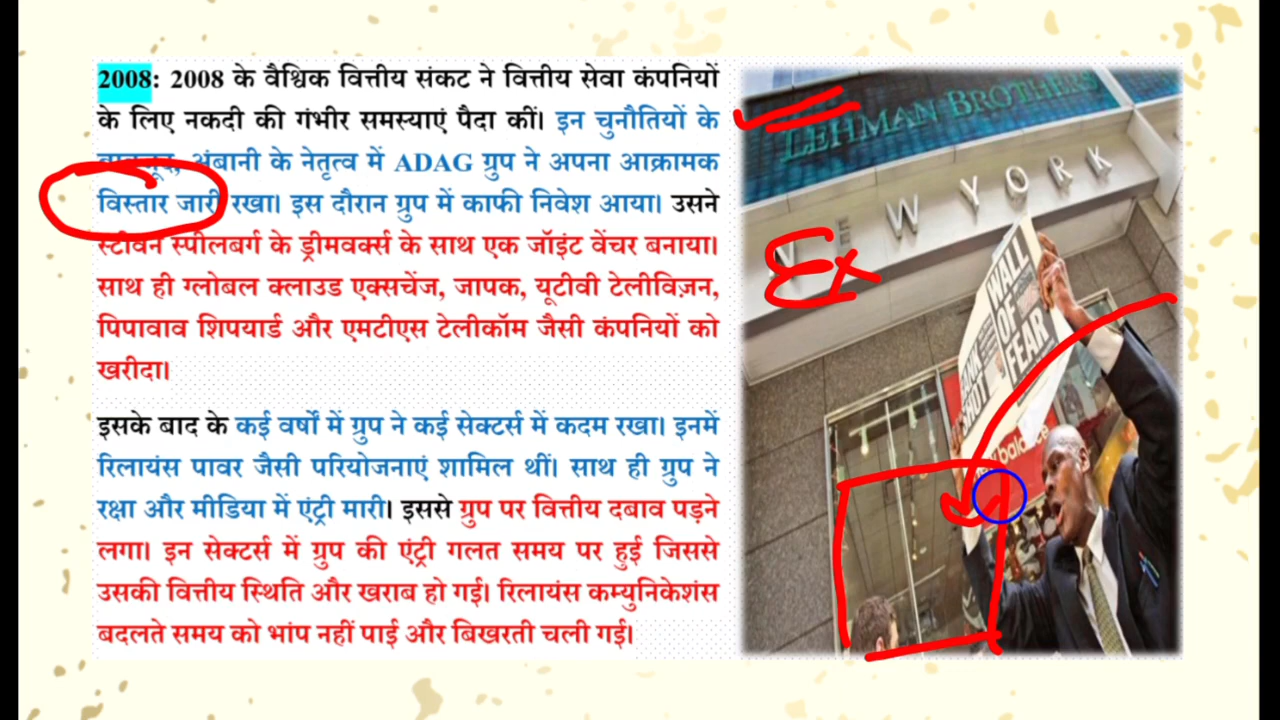 2008: 2008 के वैश्विक वित्तीय संकट ने वित्तीय सेवा कंपनियों
के लिए नकदी की गंभीर समस्याएं पैदा कीं। इन चुनौतियों के
अंबानी के नेतृत्व में ADAG ग्रुप ने अपना आक्रामक
विस्तार जारी रखा। इस दौरान ग्रुप में काफी निवेश आया। उसने
स्टीवन स्पीलबर्ग के ड्रीमवर्क्स के साथ एक जॉइंट वेंचर बनाया।
साथ ही ग्लोबल क्लाउड एक्सचेंज, जापक, यूटीवी टेलीविज़न,
पिपावाव शिपयार्ड और एमटीएस टेलीकॉम जैसी कंपनियों को
खरीदा।
इसके बाद के कई वर्षों में ग्रुप ने कई सेक्टर्स में कदम रखा। इनमें
रिलायंस पावर जैसी परियोजनाएं शामिल थीं। साथ ही ग्रुप ने
रक्षा और मीडिया में एंट्री मारी। इससे ग्रुप पर वित्तीय दबाव पड़ने
लगा। इन सेक्टर्स में ग्रुप की एंट्री गलत समय पर हुई जिससे
उसकी वित्तीय स्थिति और खराब हो गई। रिलायंस कम्युनिकेशंस
बदलते समय को भांप नहीं पाई और बिखरती चली गई।
LEHMAN BROTHERS
NEW YORK
Ex
WALL
OF
FEAR
new balance